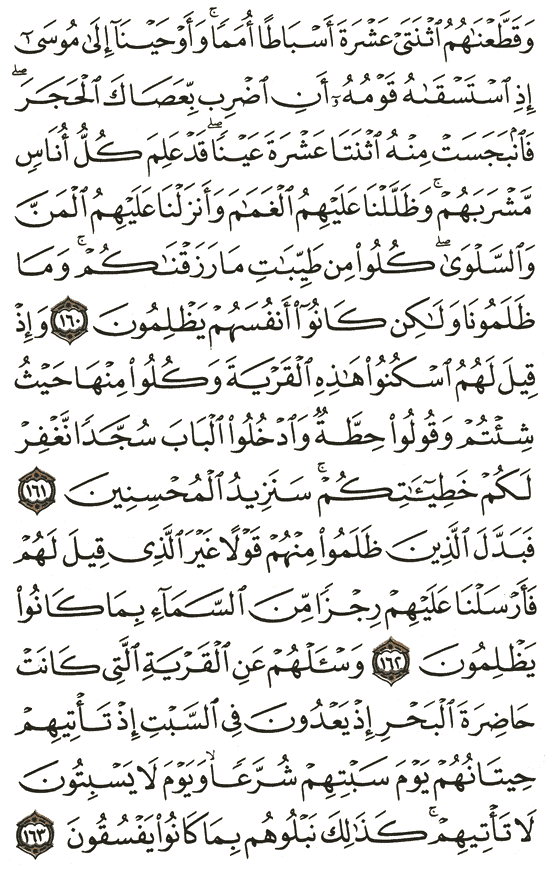 وَقَطَّعْنَٰهُمُ ٱثْنَتَىْ عَشْرَةَ أَسْبَاطًا أُمَمًا ۚ وَأَوْحَيْنَآ إِلَىٰ مُوسَىٰٓ
إِذِ ٱسْتَسْقَىٰهُ قَوْمُهُۥٓ أَنِ ٱضْرِب بِّعَصَاكَ ٱلْحَجَرَ ۖ
فَٱنۢبَجَسَتْ مِنْهُ ٱثْنَتَا عَشْرَةَ عَيْنًا ۖ قَدْ عَلِمَ كُلُّ أُنَاسٍ
مَّشْرَبَهُمْ ۚ وَظَلَّلْنَا عَلَيْهِمُ ٱلْغَمَٰمَ وَأَنزَلْنَا عَلَيْهِمُ ٱلْمَنَّ
وَٱلسَّلْوَىٰ ۖ كُلُوا۟ مِن طَيِّبَٰتِ مَا رَزَقْنَٰكُمْ ۚ وَمَا
ظَلَمُونَا وَلَٰكِن كَانُوٓا۟ أَنفُسَهُمْ يَظْلِمُونَ ١٦٠ وَإِذْ
قِيلَ لَهُمُ ٱسْكُنُوا۟ هَٰذِهِ ٱلْقَرْيَةَ وَكُلُوا۟ مِنْهَا حَيْثُ
شِئْتُمْ وَقُولُوا۟ حِطَّةٌ وَٱدْخُلُوا۟ ٱلْبَابَ سُجَّدًا نَّغْفِرْ
لَكُمْ خَطِيٓـَٰٔتِكُمْ ۚ سَنَزِيدُ ٱلْمُحْسِنِينَ ١٦١
فَبَدَّلَ ٱلَّذِينَ ظَلَمُوا۟ مِنْهُمْ قَوْلًا غَيْرَ ٱلَّذِى قِيلَ لَهُمْ
فَأَرْسَلْنَا عَلَيْهِمْ رِجْزًا مِّنَ ٱلسَّمَآءِ بِمَا كَانُوا۟
يَظْلِمُونَ ١٦٢ وَسْـَٔلْهُمْ عَنِ ٱلْقَرْيَةِ ٱلَّتِى كَانَتْ
حَاضِرَةَ ٱلْبَحْرِ إِذْ يَعْدُونَ فِى ٱلسَّبْتِ إِذْ تَأْتِيهِمْ
حِيتَانُهُمْ يَوْمَ سَبْتِهِمْ شُرَّعًا وَيَوْمَ لَا يَسْبِتُونَ ۙ
لَا تَأْتِيهِمْ ۚ كَذَٰلِكَ نَبْلُوهُم بِمَا كَانُوا۟ يَفْسُقُونَ ١٦٣